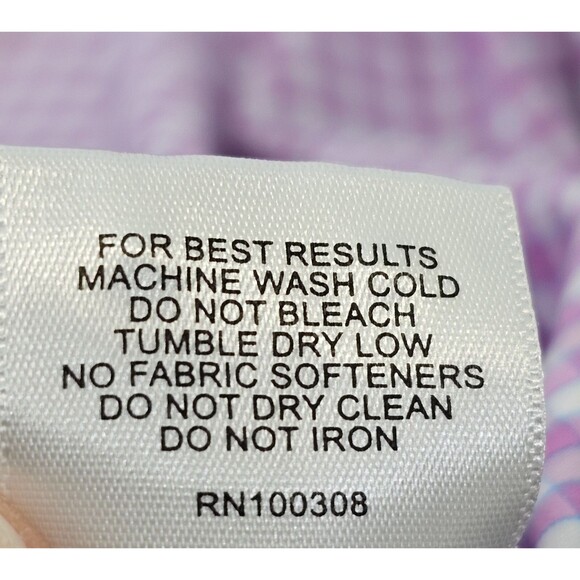 FOR BEST RESULTS
MACHINE WASH COLD
DO NOT BLEACH
TUMBLE DRY LOW
NO FABRIC SOFTENERS
DO NOT DRY CLEAN
DO NOT IRON
RN100308